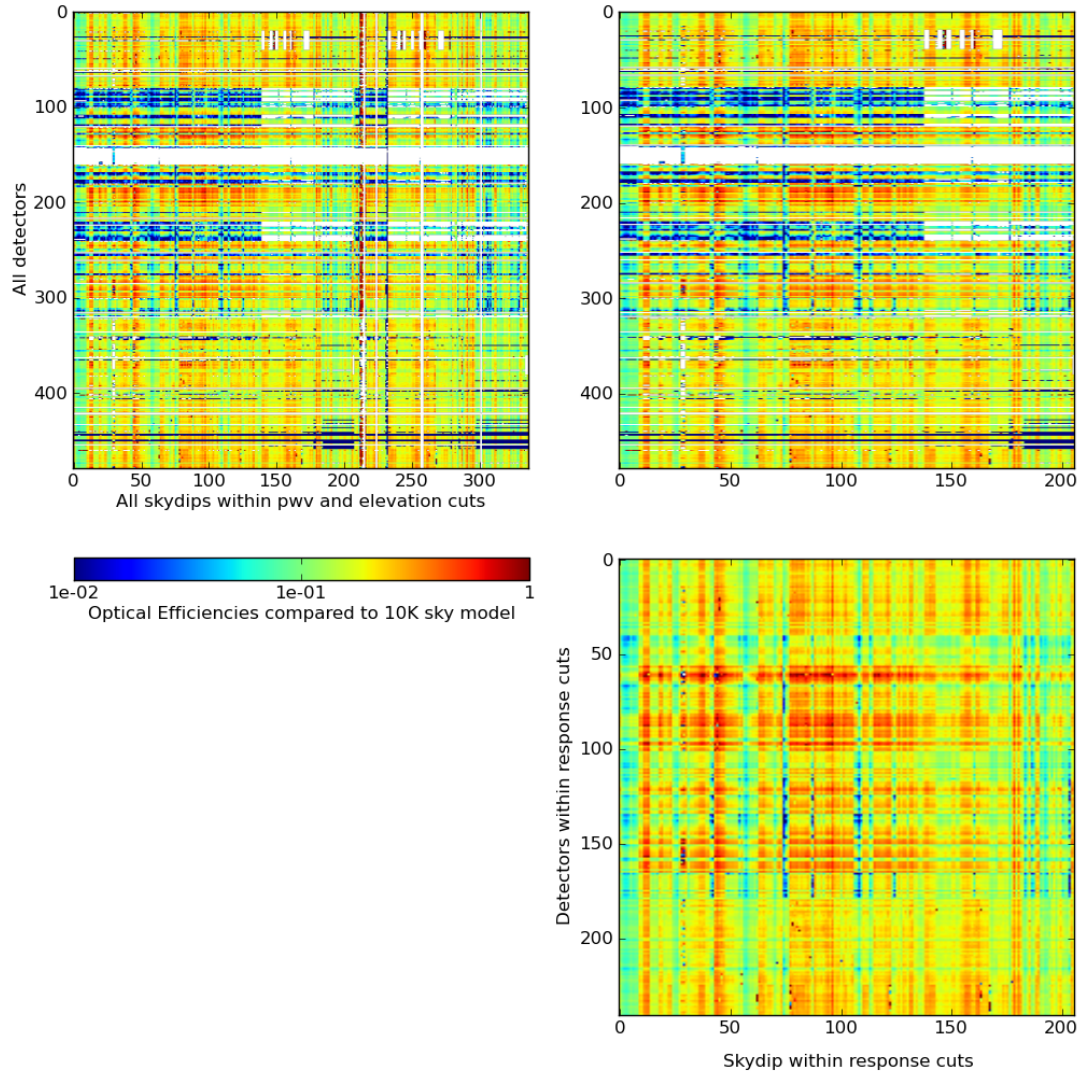 0
100
200
300
400
All detectors
0 50 100 150 200 250 300
All skydips within pwv and elevation cuts
0
100
200
300
400
0 50 100 150 200
1e-02 1e-01 1
Optical Efficiencies compared to 10K sky model
0
50
100
150
200
Detectors within response cuts
0 50 100 150 200
Skydip within response cuts